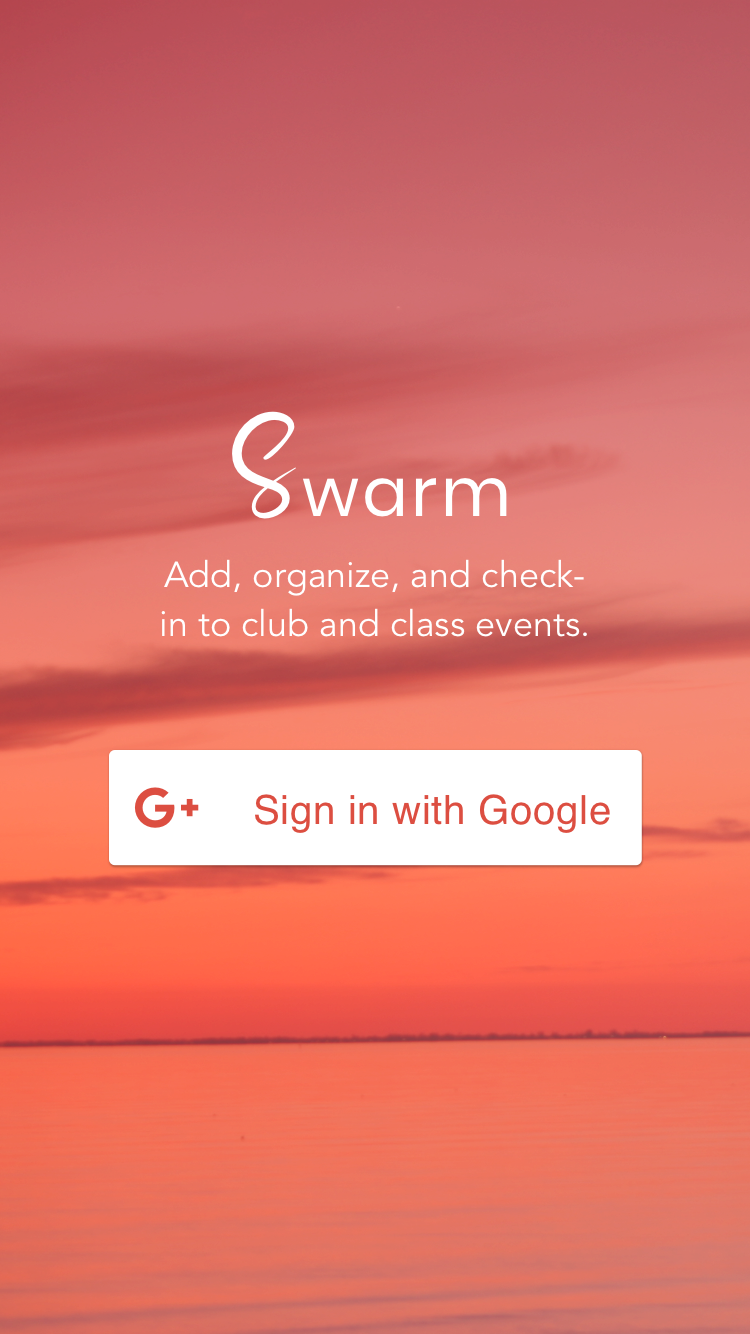 Swarm
Add, organize, and check-
in to club and class events.
G+ Sign in with Google